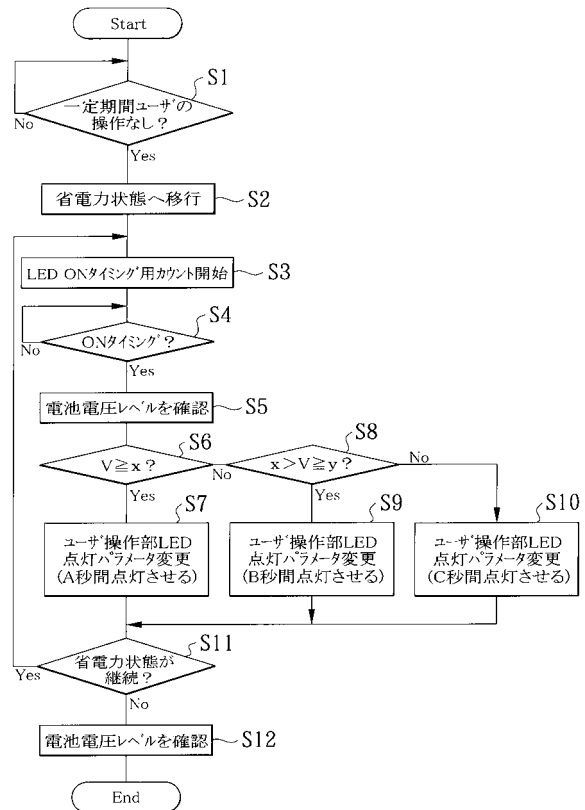 Start
S1
一定期間ユーザの
操作なし？
No
Yes
省電力状態へ移行
S2
LED ONタイミング用カウント開始
S3
S4
ONタイミング？
No
Yes
電池電圧レベルを確認
S5
S6
V≧x？
No
Yes
S8
x＞V≧y？
No
Yes
S7
ユーザ操作部LED
点灯パラメータ変更
(A秒間点灯させる)
S9
ユーザ操作部LED
点灯パラメータ変更
(B秒間点灯させる)
S10
ユーザ操作部LED
点灯パラメータ変更
(C秒間点灯させる)
S11
省電力状態が
継続？
Yes
No
電池電圧レベルを確認
S12
End